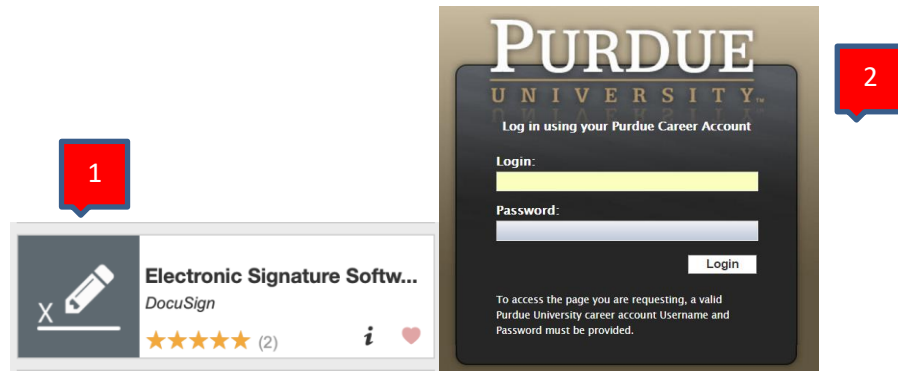 1
X
Electronic Signature Softw...
DocuSign
(2)
i
PURDUE
UNIVERSITY™
Log in using your Purdue Career Account
Login:
Password:
Login
To access the page you are requesting, a valid
Purdue University career account Username and
Password must be provided.
2